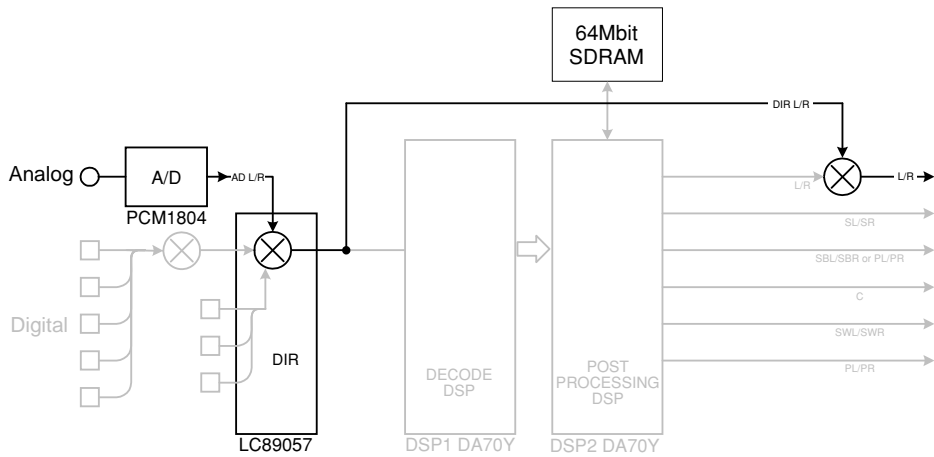 64Mbit
SDRAM
DIR L/R
Analog
A/D
AD L/R
PCM1804
L/R
L/R
SL/SR
SBL/SBR or PL/PR
C
SWL/SWR
PL/PR
Digital
DIR
DECODE
DSP
POST
PROCESSING
DSP
LC89057
DSP1 DA70Y
DSP2 DA70Y